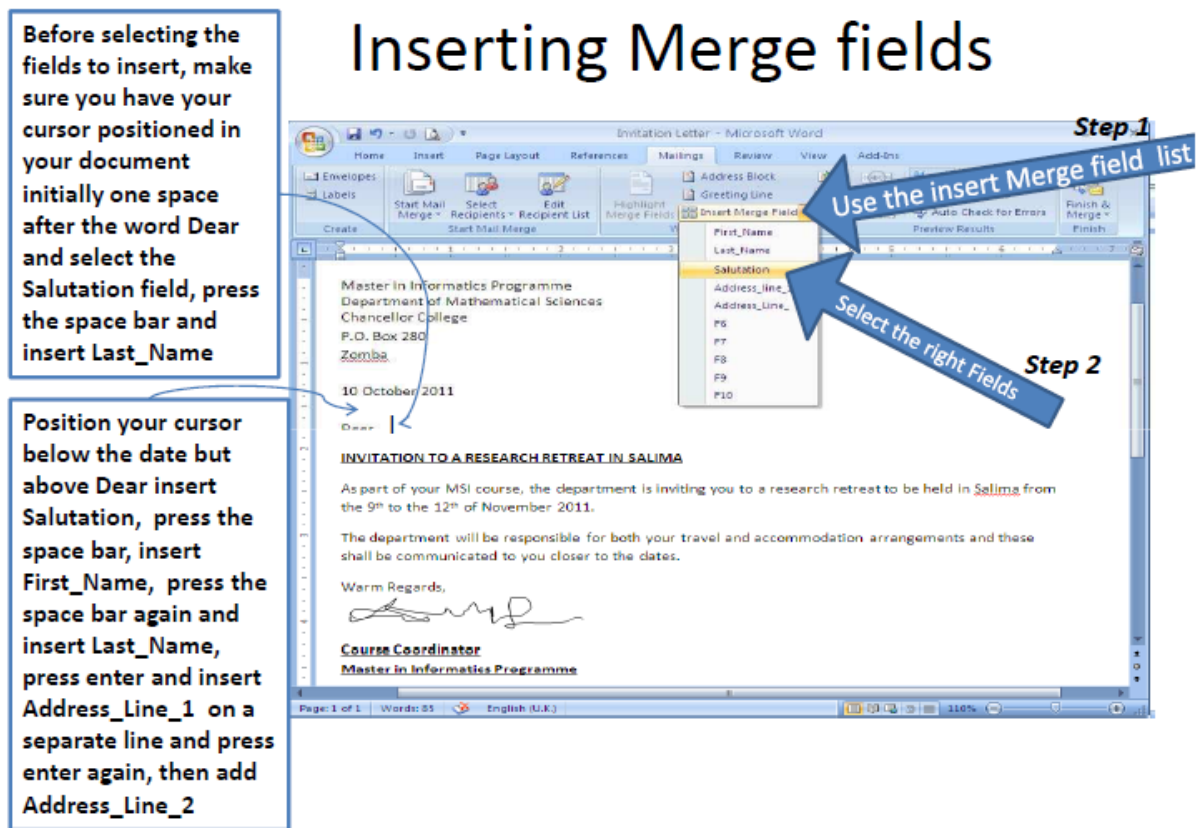 Inserting Merge fields
Before selecting the
fields to insert, make
sure you have your
cursor positioned in
your document
initially one space
after the word Dear
and select the
Salutation field, press
the space bar and
insert Last_Name
Position your cursor
below the date but
above Dear insert
Salutation, press the
space bar, insert
First_Name, press the
space bar again and
insert Last_Name,
press enter and insert
Address_Line_1 on a
separate line and press
enter again, then add
Address_Line_2
Step 1
Use the insert Merge field list
Step 2
Select the right Fields
Invitation Letter - Microsoft Word
Home Insert Page Layout References Mailings Review View Add-Ins
Envelopes
Labels
Create
Start Mail
Merge
Select
Recipients
Edit
Recipient List
Start Mail Merge
Highlight
Merge Fields
Address Block
Greeting Line
Insert Merge Field
Auto Check for Errors
Preview Results
Finish &
Merge
Finish
First_Name
Last_Name
Salutation
Address_line_
Address_Line_
F6
F7
F8
F9
F10
Master in Informatics Programme
Department of Mathematical Sciences
Chancellor College
P.O. Box 280
Zomba
10 October 2011
Dear
INVITATION TO A RESEARCH RETREAT IN SALIMA
As part of your MSI course, the department is inviting you to a research retreat to be held in Salima from
the 9th to the 12th of November 2011.
The department will be responsible for both your travel and accommodation arrangements and these
shall be communicated to you closer to the dates.
Warm Regards,
Course Coordinator
Master in Informatics Programme
Page: 1 of 1 Words: 85 English (U.K.) 110%